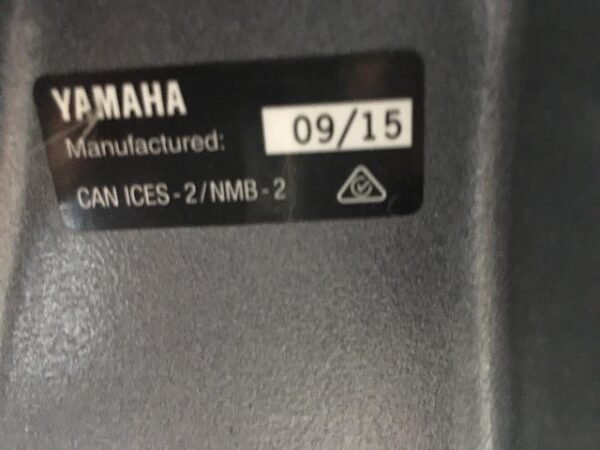 YAMAHA
Manufactured: 09/15
CAN ICES-2/NMB-2